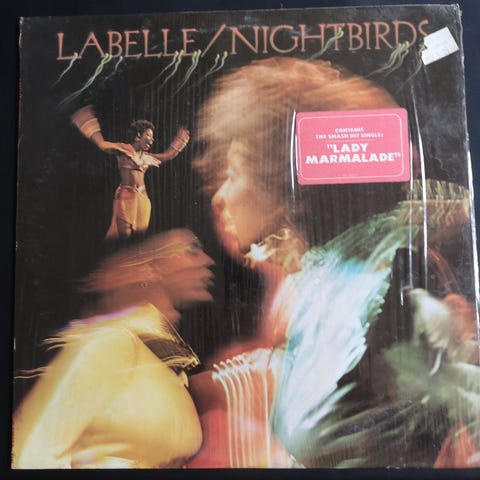 LABELLE/NIGHTBIRDS
CONTAINS
THE SMASH HIT SINGLE:
"LADY
MARMALADE"